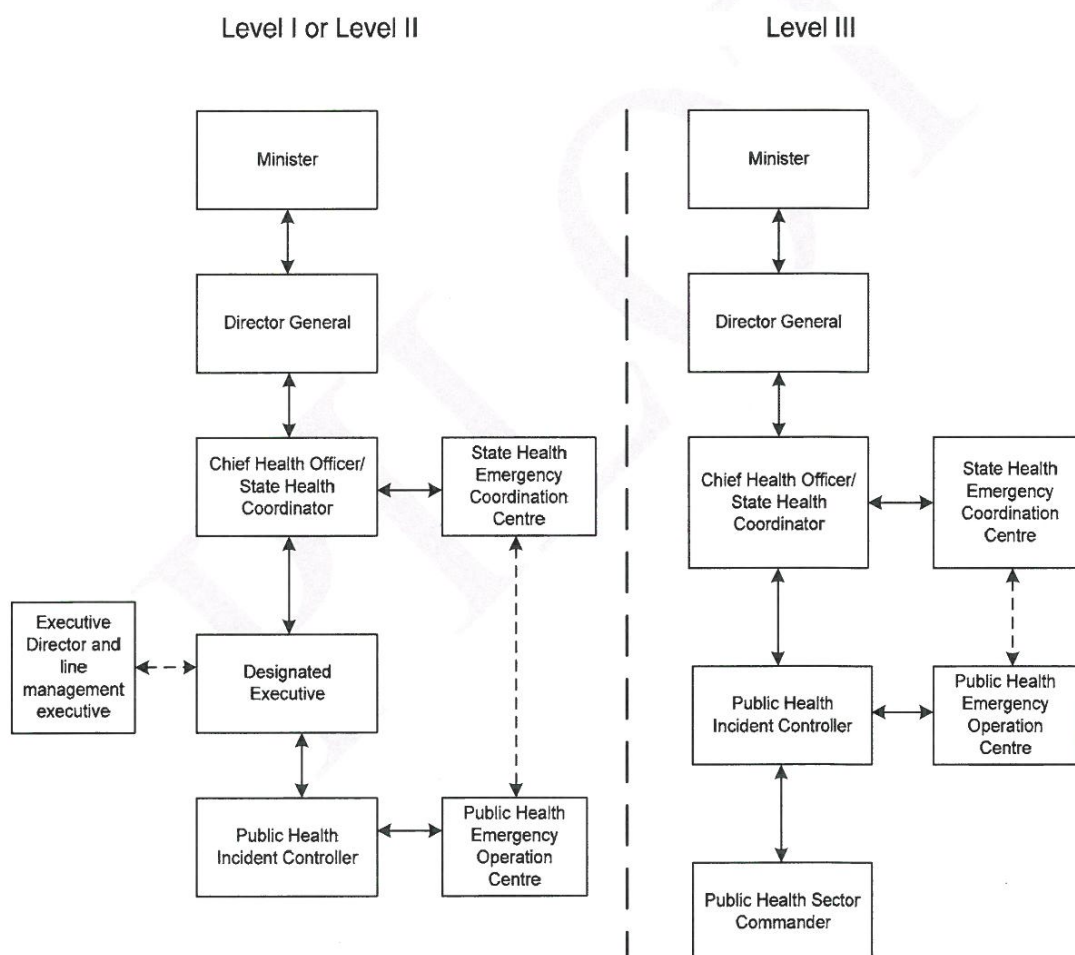 Level I or Level II
Minister
Director General
Chief Health Officer/
State Health
Coordinator
State Health
Emergency
Coordination
Centre
Executive
Director and
line
management
executive
Designated
Executive
Public Health
Incident Controller
Public Health
Emergency
Operation
Centre
Level III
Minister
Director General
Chief Health Officer/
State Health
Coordinator
State Health
Emergency
Coordination
Centre
Public Health
Incident Controller
Public Health
Emergency
Operation
Centre
Public Health Sector
Commander
PILOT